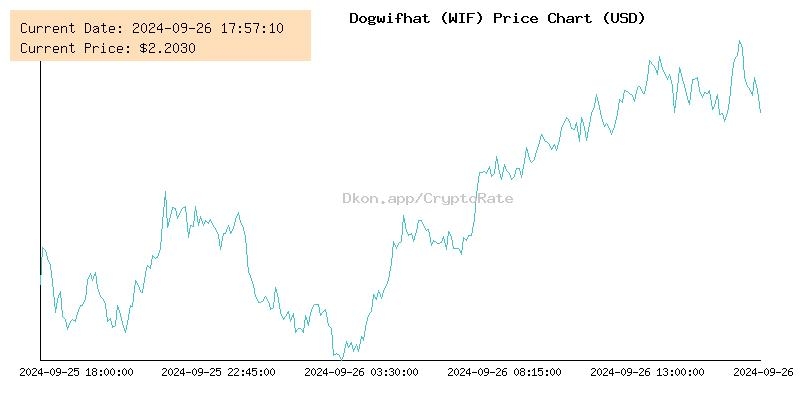 Dogwifhat (WIF) Price Chart (USD)
Current Date: 2024-09-26 17:57:10
Current Price: $2.2030
Dkon.app/CryptoRate
2024-09-25 18:00:00
2024-09-25 22:45:00
2024-09-26 03:30:00
2024-09-26 08:15:00
2024-09-26 13:00:00
2024-09-26